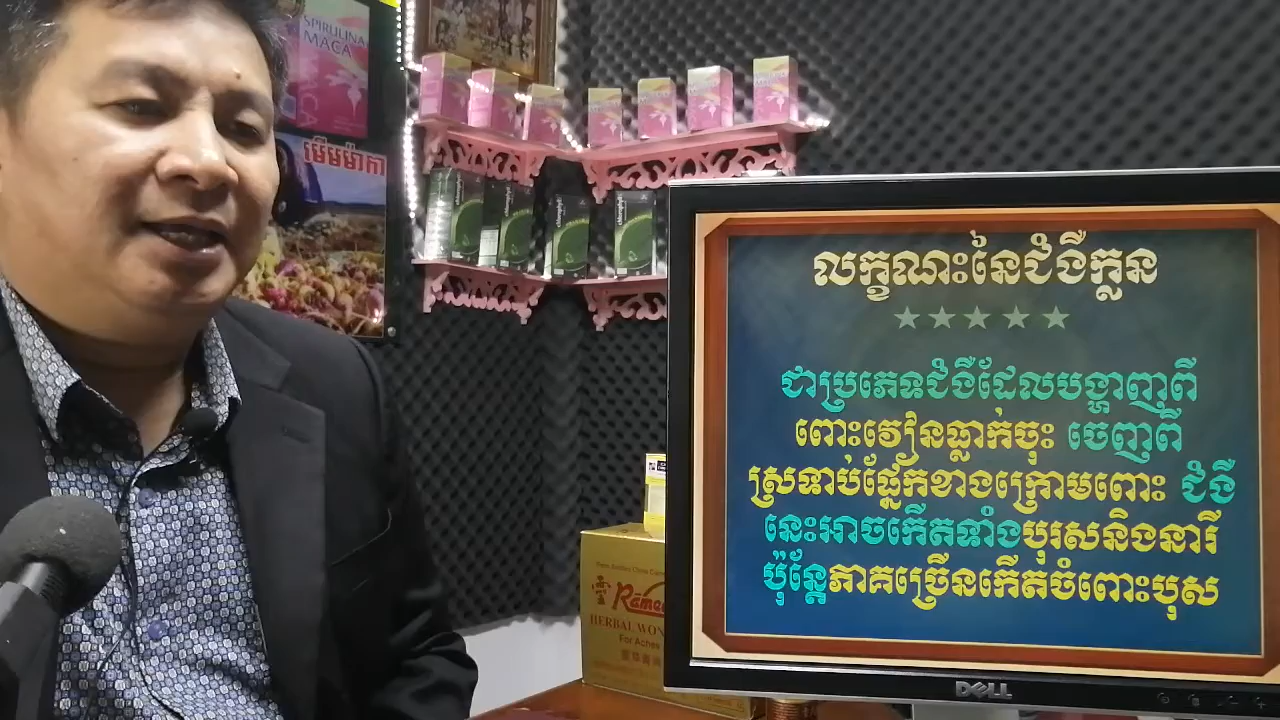 SPIRULINA
MACA
មើមម៉ាកា
លក្ខណះនៃជំងឺក្លន
ជាប្រភេទជំងឺដែលបង្ហាញពី
ពោះវៀនធ្លាក់ចុះ ចេញពី
ស្រទាប់ផ្នែកខាងក្រោមពោះ ជំងឺ
នេះអាចកើតទាំងបុរសនិងនារី
ប៉ុន្តែភាគច្រើនកើតចំពោះបុស
HERBAL
For Aches
DELL